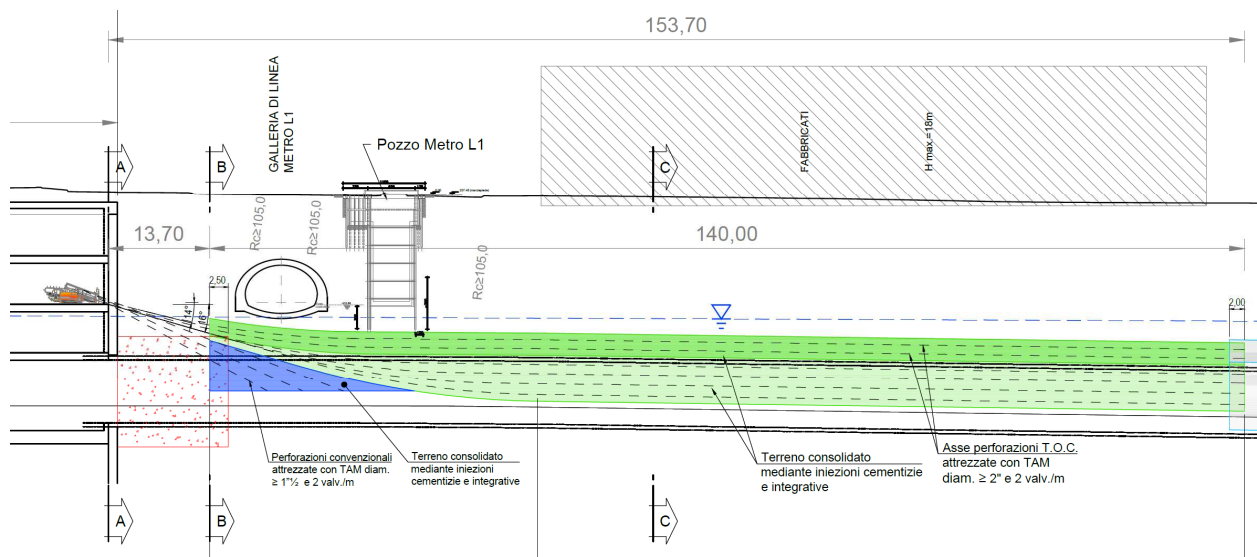 153,70
GALLERIA DI LINEA
METRO L1
Pozzo Metro L1
FABBRICATI
H max.=18m
A
B
C
Rc≥105,0
Rc≥105,0
Rc≥105,0
13,70
140,00
2,50
2,00
14°
16°
Perforazioni convenzionali
attrezzate con TAM diam.
≥ 1"½ e 2 valv./m
Terreno consolidato
mediante iniezioni
cementizie e integrative
Terreno consolidato
mediante iniezioni cementizie
e integrative
Asse perforazioni T.O.C.
attrezzate con TAM
diam. ≥ 2" e 2 valv./m
A
B
C